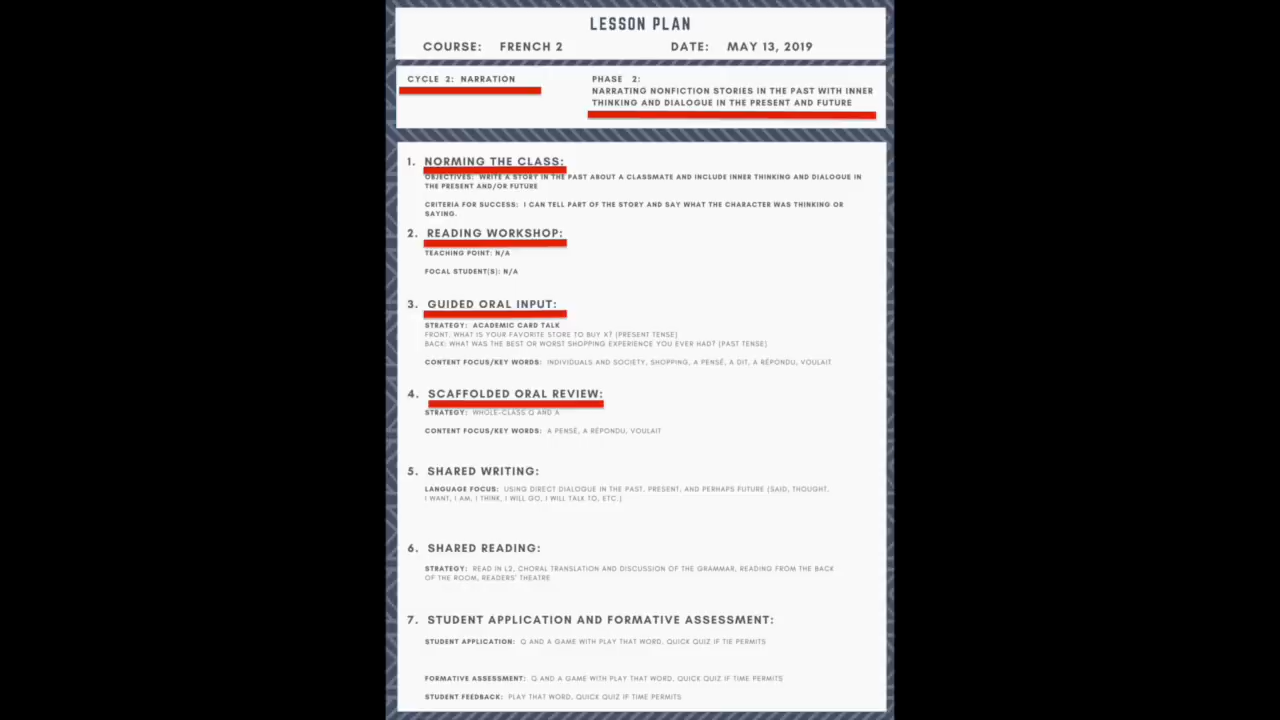 LESSON PLAN
COURSE: FRENCH 2 DATE: MAY 13, 2019
CYCLE 2: NARRATION
PHASE 2:
NARRATING NONFICTION STORIES IN THE PAST WITH INNER
THINKING AND DIALOGUE IN THE PRESENT AND FUTURE
1. NORMING THE CLASS:
OBJECTIVES: WRITE A STORY IN THE PAST ABOUT A CLASSMATE AND INCLUDE INNER THINKING AND DIALOGUE IN
THE PRESENT AND/OR FUTURE
CRITERIA FOR SUCCESS: I CAN TELL PART OF THE STORY AND SAY WHAT THE CHARACTER WAS THINKING OR
SAYING.
2. READING WORKSHOP:
TEACHING POINT: N/A
FOCAL STUDENT(S): N/A
3. GUIDED ORAL INPUT:
STRATEGY: ACADEMIC CARD TALK
FRONT: WHAT IS YOUR FAVORITE STORE TO BUY X? (PRESENT TENSE)
BACK: WHAT WAS THE BEST OR WORST SHOPPING EXPERIENCE YOU EVER HAD? (PAST TENSE)
CONTENT FOCUS/KEY WORDS: INDIVIDUALS AND SOCIETY, SHOPPING, A PENSÉ, A DIT, A RÉPONDU, VOULAIT
4. SCAFFOLDED ORAL REVIEW:
STRATEGY: WHOLE-CLASS Q AND A
CONTENT FOCUS/KEY WORDS: A PENSÉ, A RÉPONDU, VOULAIT
5. SHARED WRITING:
LANGUAGE FOCUS: USING DIRECT DIALOGUE IN THE PAST, PRESENT, AND PERHAPS FUTURE (SAID, THOUGHT,
I WANT, I AM, I THINK, I WILL GO, I WILL TALK TO, ETC.)
6. SHARED READING:
STRATEGY: READ IN L2, CHORAL TRANSLATION AND DISCUSSION OF THE GRAMMAR, READING FROM THE BACK
OF THE ROOM, READERS' THEATRE
7. STUDENT APPLICATION AND FORMATIVE ASSESSMENT:
STUDENT APPLICATION: Q AND A GAME WITH PLAY THAT WORD, QUICK QUIZ IF TIE PERMITS
FORMATIVE ASSESSMENT: Q AND A GAME WITH PLAY THAT WORD, QUICK QUIZ IF TIME PERMITS
STUDENT FEEDBACK: PLAY THAT WORD, QUICK QUIZ IF TIME PERMITS